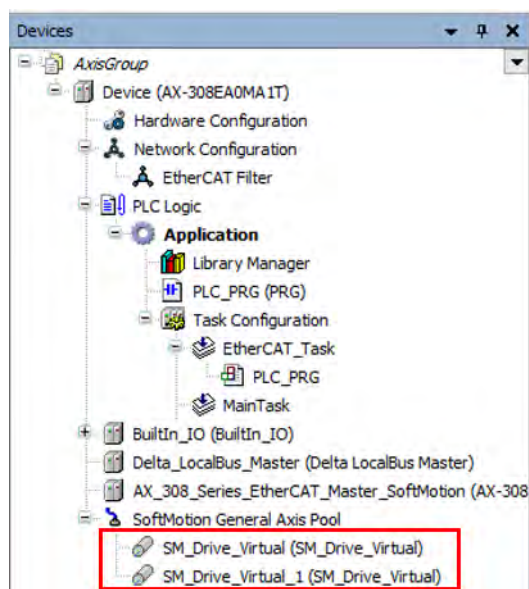 Devices
AxisGroup
Device (AX-308EA0MA1T)
Hardware Configuration
Network Configuration
EtherCAT Filter
PLC Logic
Application
Library Manager
PLC_PRG (PRG)
Task Configuration
EtherCAT_Task
PLC_PRG
MainTask
BuiltIn_IO (BuiltIn_IO)
Delta_LocalBus_Master (Delta LocalBus Master)
AX_308_Series_EtherCAT_Master_SoftMotion (AX-308
SoftMotion General Axis Pool
SM_Drive_Virtual (SM_Drive_Virtual)
SM_Drive_Virtual_1 (SM_Drive_Virtual)